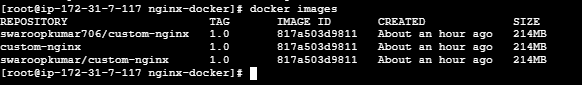 [root@ip-172-31-7-117 nginx-docker]# docker images
REPOSITORY TAG IMAGE ID CREATED SIZE
swaroopkumar706/custom-nginx 1.0 817a503d9811 About an hour ago 214MB
custom-nginx 1.0 817a503d9811 About an hour ago 214MB
swaroopkumar/custom-nginx 1.0 817a503d9811 About an hour ago 214MB
[root@ip-172-31-7-117 nginx-docker]#